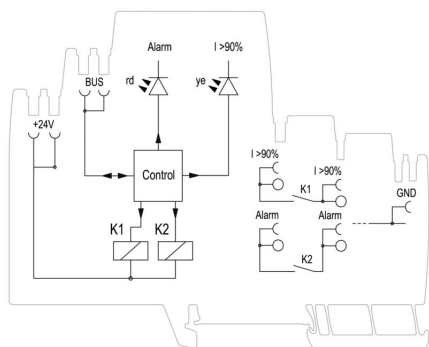 Alarm
I >90%
BUS
rd
ye
+24V
Control
I >90%
I >90%
K1
GND
Alarm
Alarm
K1
K2
K2